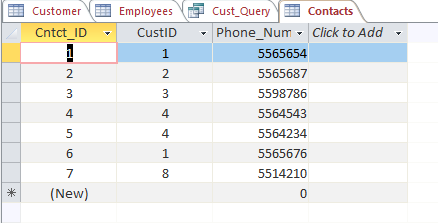 Customer Employees Cust_Query Contacts
Cntct_ID CustID Phone_Num Click to Add
1 1 5565654
2 2 5565687
3 3 5598786
4 4 5564543
5 4 5564234
6 1 5565676
7 8 5514210
(New) 0